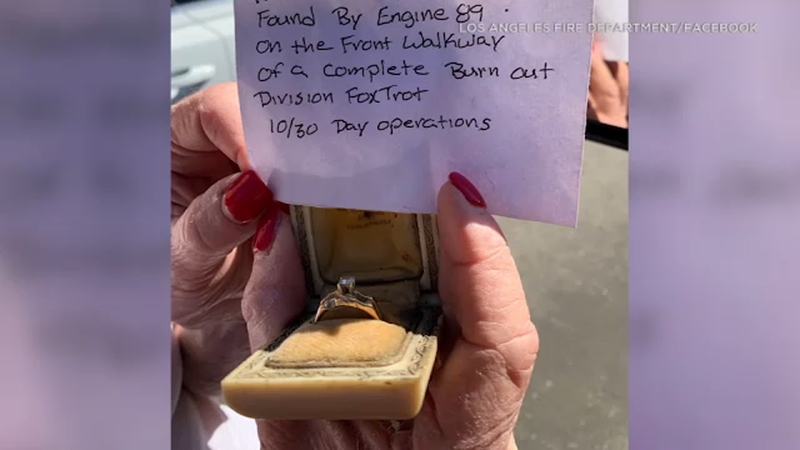 LOS ANGELES FIRE DEPARTMENT/FACEBOOK
Found By Engine 89.
on the Front Walkway
of a Complete Burn out
Division FoxTrot
10/30 Day operations